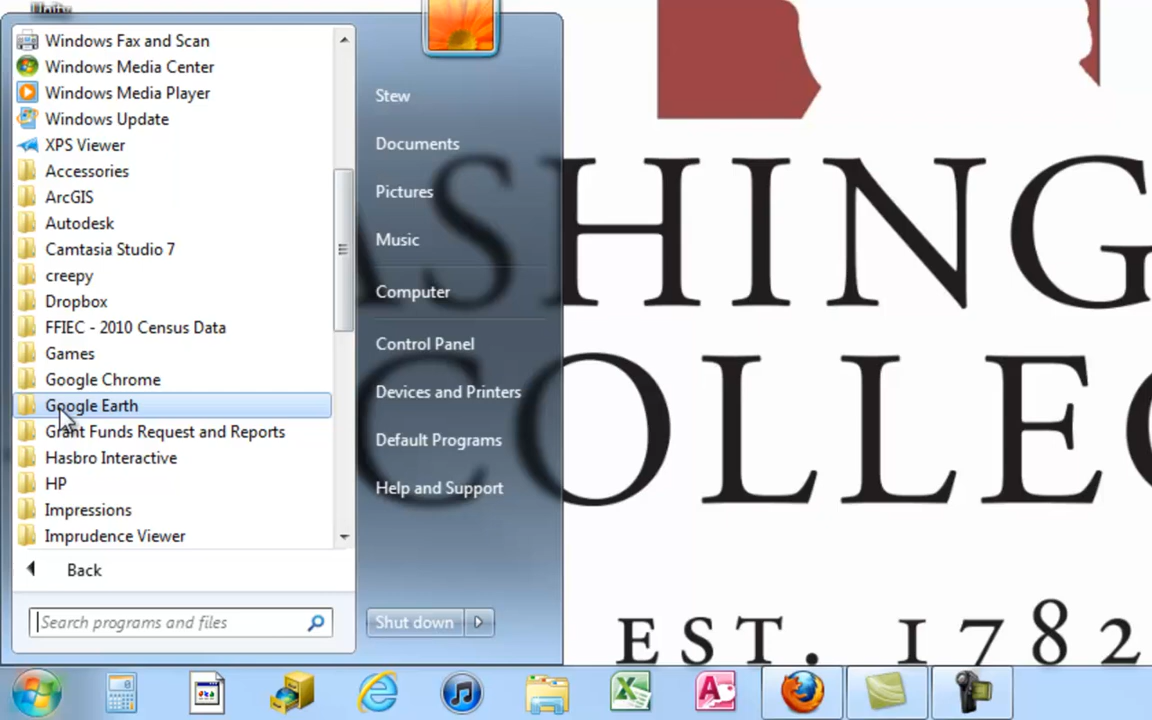 Unity
Windows Fax and Scan
Windows Media Center
Windows Media Player
Windows Update
XPS Viewer
Accessories
ArcGIS
Autodesk
Camtasia Studio 7
creepy
Dropbox
FFIEC - 2010 Census Data
Games
Google Chrome
Google Earth
Grant Funds Request and Reports
Hasbro Interactive
HP
Impressions
Imprudence Viewer
Back
Search programs and files
Stew
Documents
Pictures
Music
Computer
Control Panel
Devices and Printers
Default Programs
Help and Support
Shut down
ASHING
COLLEG
EST. 1782